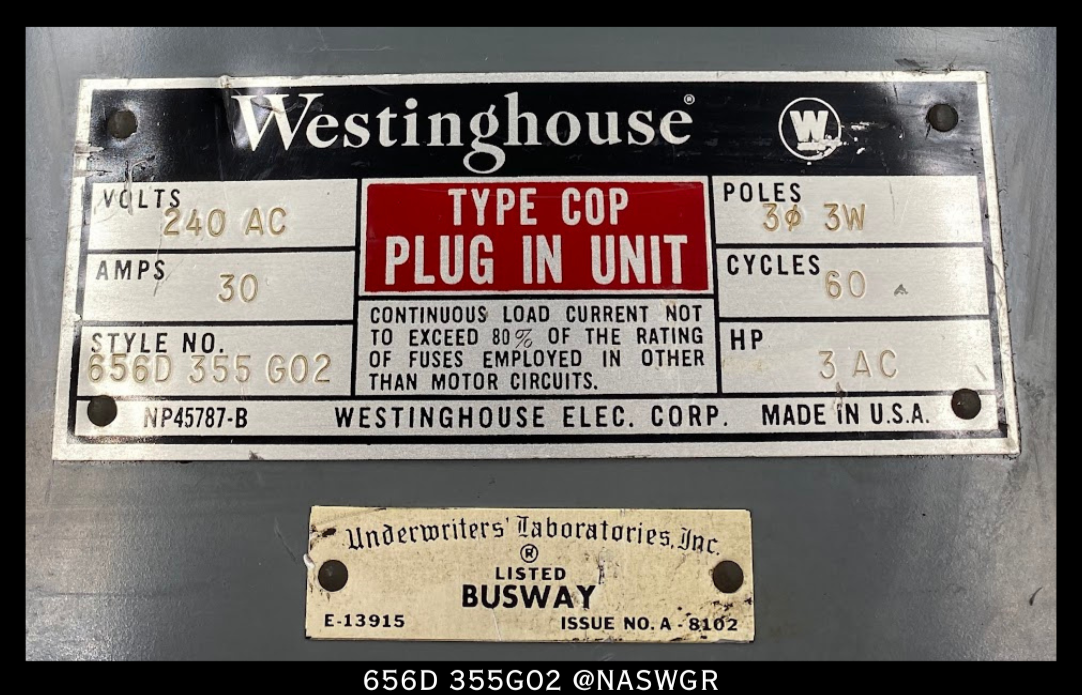 Westinghouse®
W
VOLTS
240 AC
AMPS
30
STYLE NO.
656D 355 G02
TYPE COP
PLUG IN UNIT
CONTINUOUS LOAD CURRENT NOT
TO EXCEED 80% OF THE RATING
OF FUSES EMPLOYED IN OTHER
THAN MOTOR CIRCUITS.
POLES
3ϕ 3W
CYCLES
60
HP
3 AC
NP45787-B WESTINGHOUSE ELEC. CORP. MADE IN U.S.A.
Underwriters' Laboratories, Inc.
®
LISTED
BUSWAY
E-13915 ISSUE NO. A - 8102
656D 355G02 @NASWGR